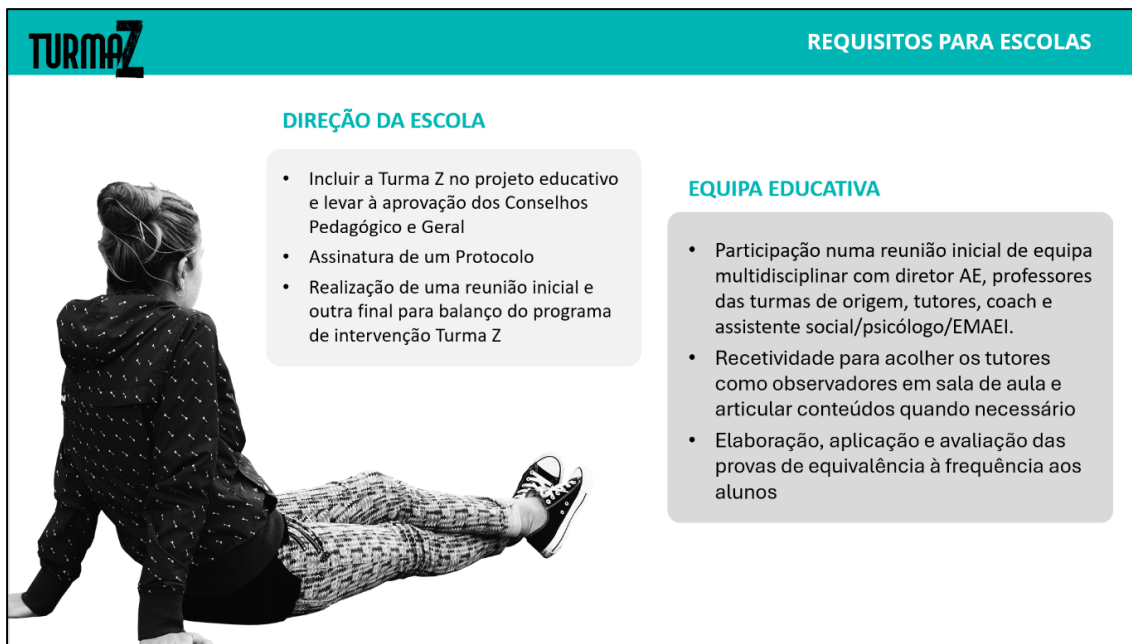 TURMAZ
REQUISITOS PARA ESCOLAS
DIREÇÃO DA ESCOLA
• Incluir a Turma Z no projeto educativo
e levar à aprovação dos Conselhos
Pedagógico e Geral
• Assinatura de um Protocolo
• Realização de uma reunião inicial e
outra final para balanço do programa
de intervenção Turma Z
EQUIPA EDUCATIVA
• Participação numa reunião inicial de equipa
multidisciplinar com diretor AE, professores
das turmas de origem, tutores, coach e
assistente social/psicólogo/EMAEI.
• Recetividade para acolher os tutores
como observadores em sala de aula e
articular conteúdos quando necessário
• Elaboração, aplicação e avaliação das
provas de equivalência à frequência aos
alunos